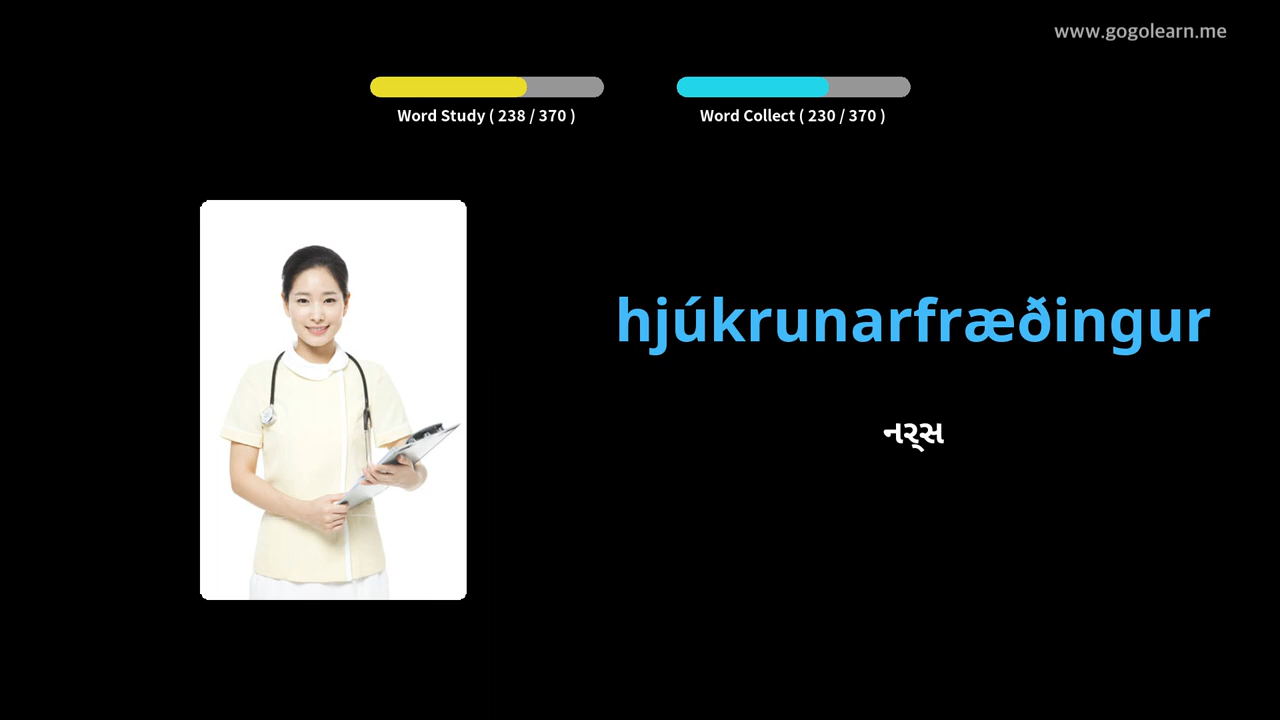 www.gogolearn.me
Word Study ( 238 / 370 )
Word Collect ( 230 / 370 )
hjúkrunarfræðingur
નર્સ